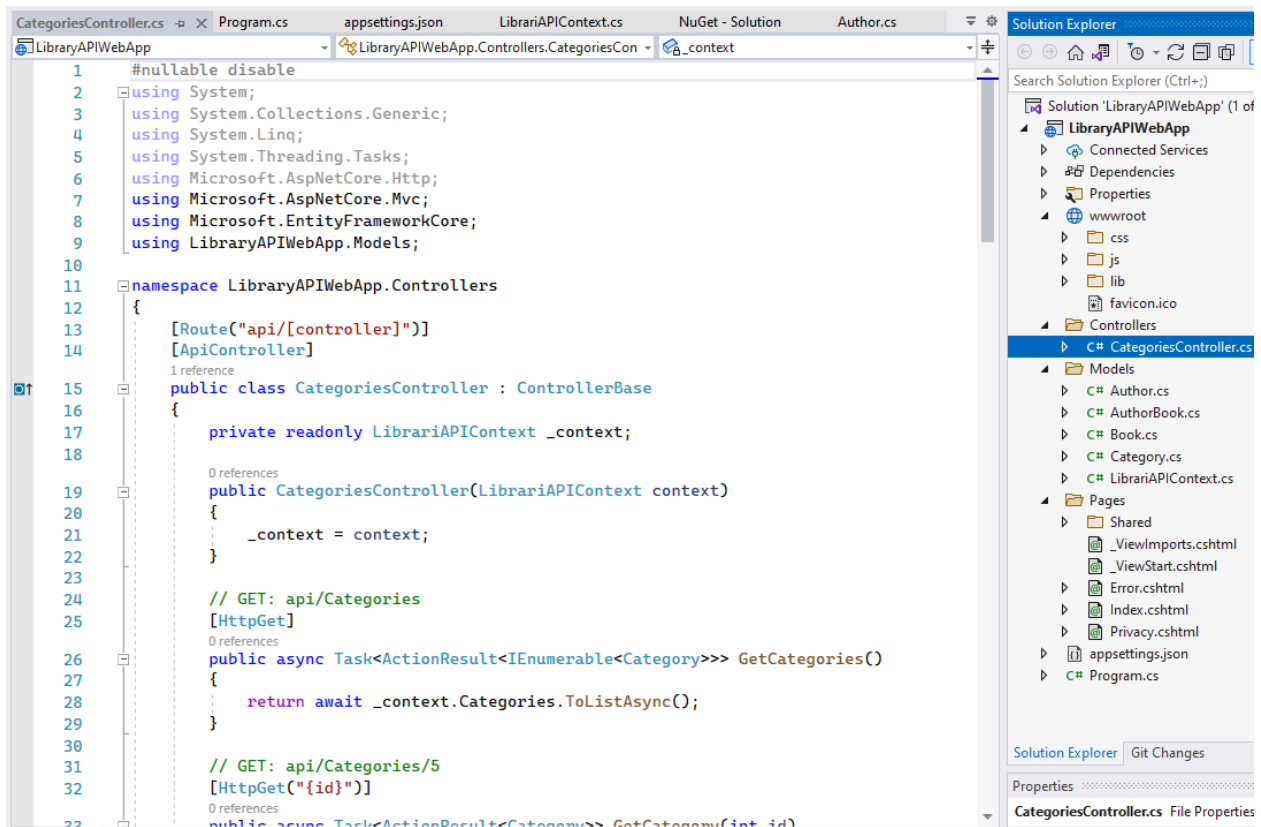 CategoriesController.cs Program.cs appsettings.json LibrariAPIContext.cs NuGet - Solution Author.cs
LibraryAPIWebApp LibraryAPIWebApp.Controllers.CategoriesCon _context
1 #nullable disable
2 using System;
3 using System.Collections.Generic;
4 using System.Linq;
5 using System.Threading.Tasks;
6 using Microsoft.AspNetCore.Http;
7 using Microsoft.AspNetCore.Mvc;
8 using Microsoft.EntityFrameworkCore;
9 using LibraryAPIWebApp.Models;
10
11 namespace LibraryAPIWebApp.Controllers
12 {
13 [Route("api/[controller]")]
14 [ApiController]
1 reference
15 public class CategoriesController : ControllerBase
16 {
17 private readonly LibrariAPIContext _context;
18
0 references
19 public CategoriesController(LibrariAPIContext context)
20 {
21 _context = context;
22 }
23
24 // GET: api/Categories
25 [HttpGet]
0 references
26 public async Task<ActionResult<IEnumerable<Category>>> GetCategories()
27 {
28 return await _context.Categories.ToListAsync();
29 }
30
31 // GET: api/Categories/5
32 [HttpGet("{id}")]
0 references
33 public async Task<ActionResult<Category>> GetCategory(int id)
Solution Explorer
Search Solution Explorer (Ctrl+;)
Solution 'LibraryAPIWebApp' (1 of
LibraryAPIWebApp
Connected Services
Dependencies
Properties
wwwroot
css
js
lib
favicon.ico
Controllers
C# CategoriesController.cs
Models
C# Author.cs
C# AuthorBook.cs
C# Book.cs
C# Category.cs
C# LibrariAPIContext.cs
Pages
Shared
_ViewImports.cshtml
_ViewStart.cshtml
Error.cshtml
Index.cshtml
Privacy.cshtml
appsettings.json
C# Program.cs
Solution Explorer Git Changes
Properties
CategoriesController.cs File Properties